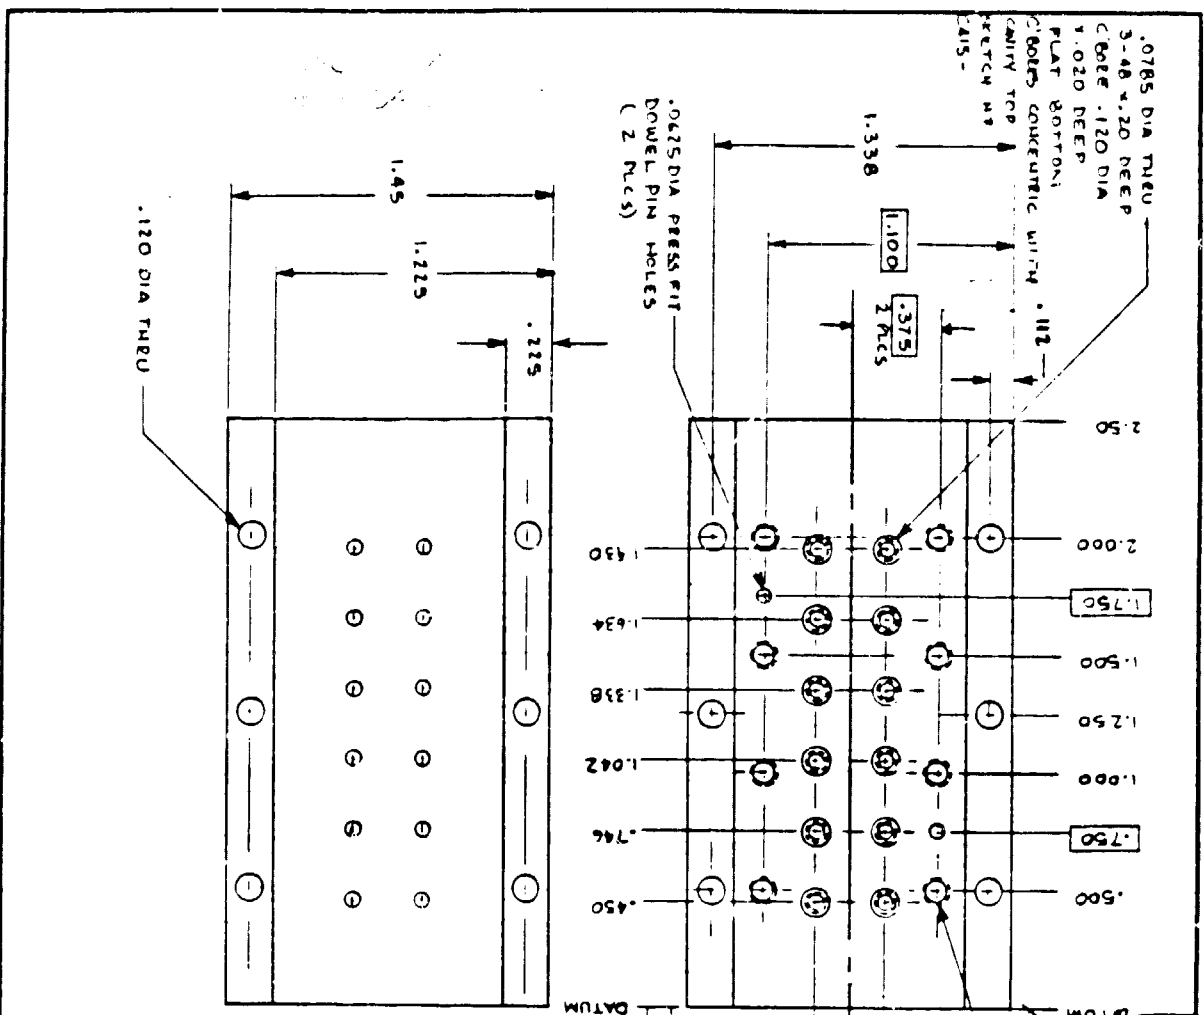 .0785 DIA THRU
3-48 x .20 DEEP
C'BORE .120 DIA
x .020 DEEP
FLAT BOTTOM
C'BORES CONCENTRIC WITH
CAVITY TOP
1.338
1.100
.375
2 PLCS
.112
.0625 DIA PRESS FIT
DOWEL PIN HOLES
( 2 PLCS)
1.45
1.225
.225
.120 DIA THRU
2.50
2.000
1.750
1.500
1.250
1.000
.750
.500
1.930
1.634
1.338
1.042
.746
.450
DATUM